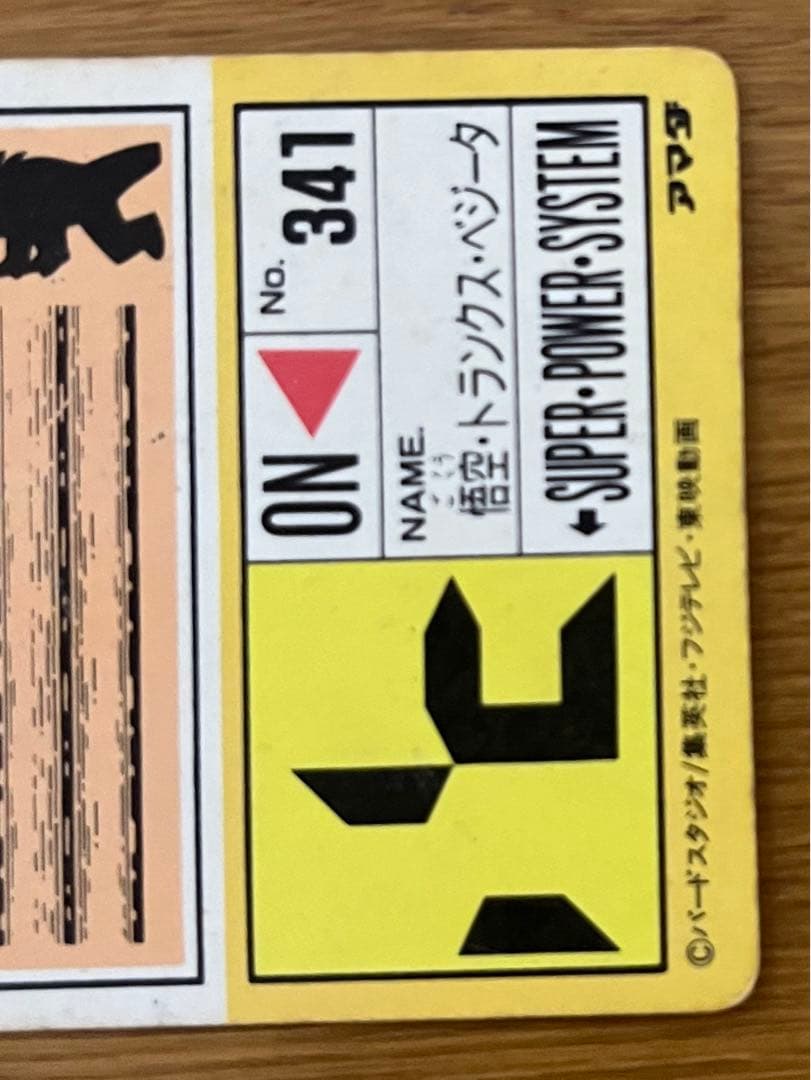 ON
No. 341
NAME.
ごくう
悟空・トランクス・ベジータ
←SUPER・POWER・SYSTEM
アマダ
©バードスタジオ/集英社・フジテレビ・東映動画